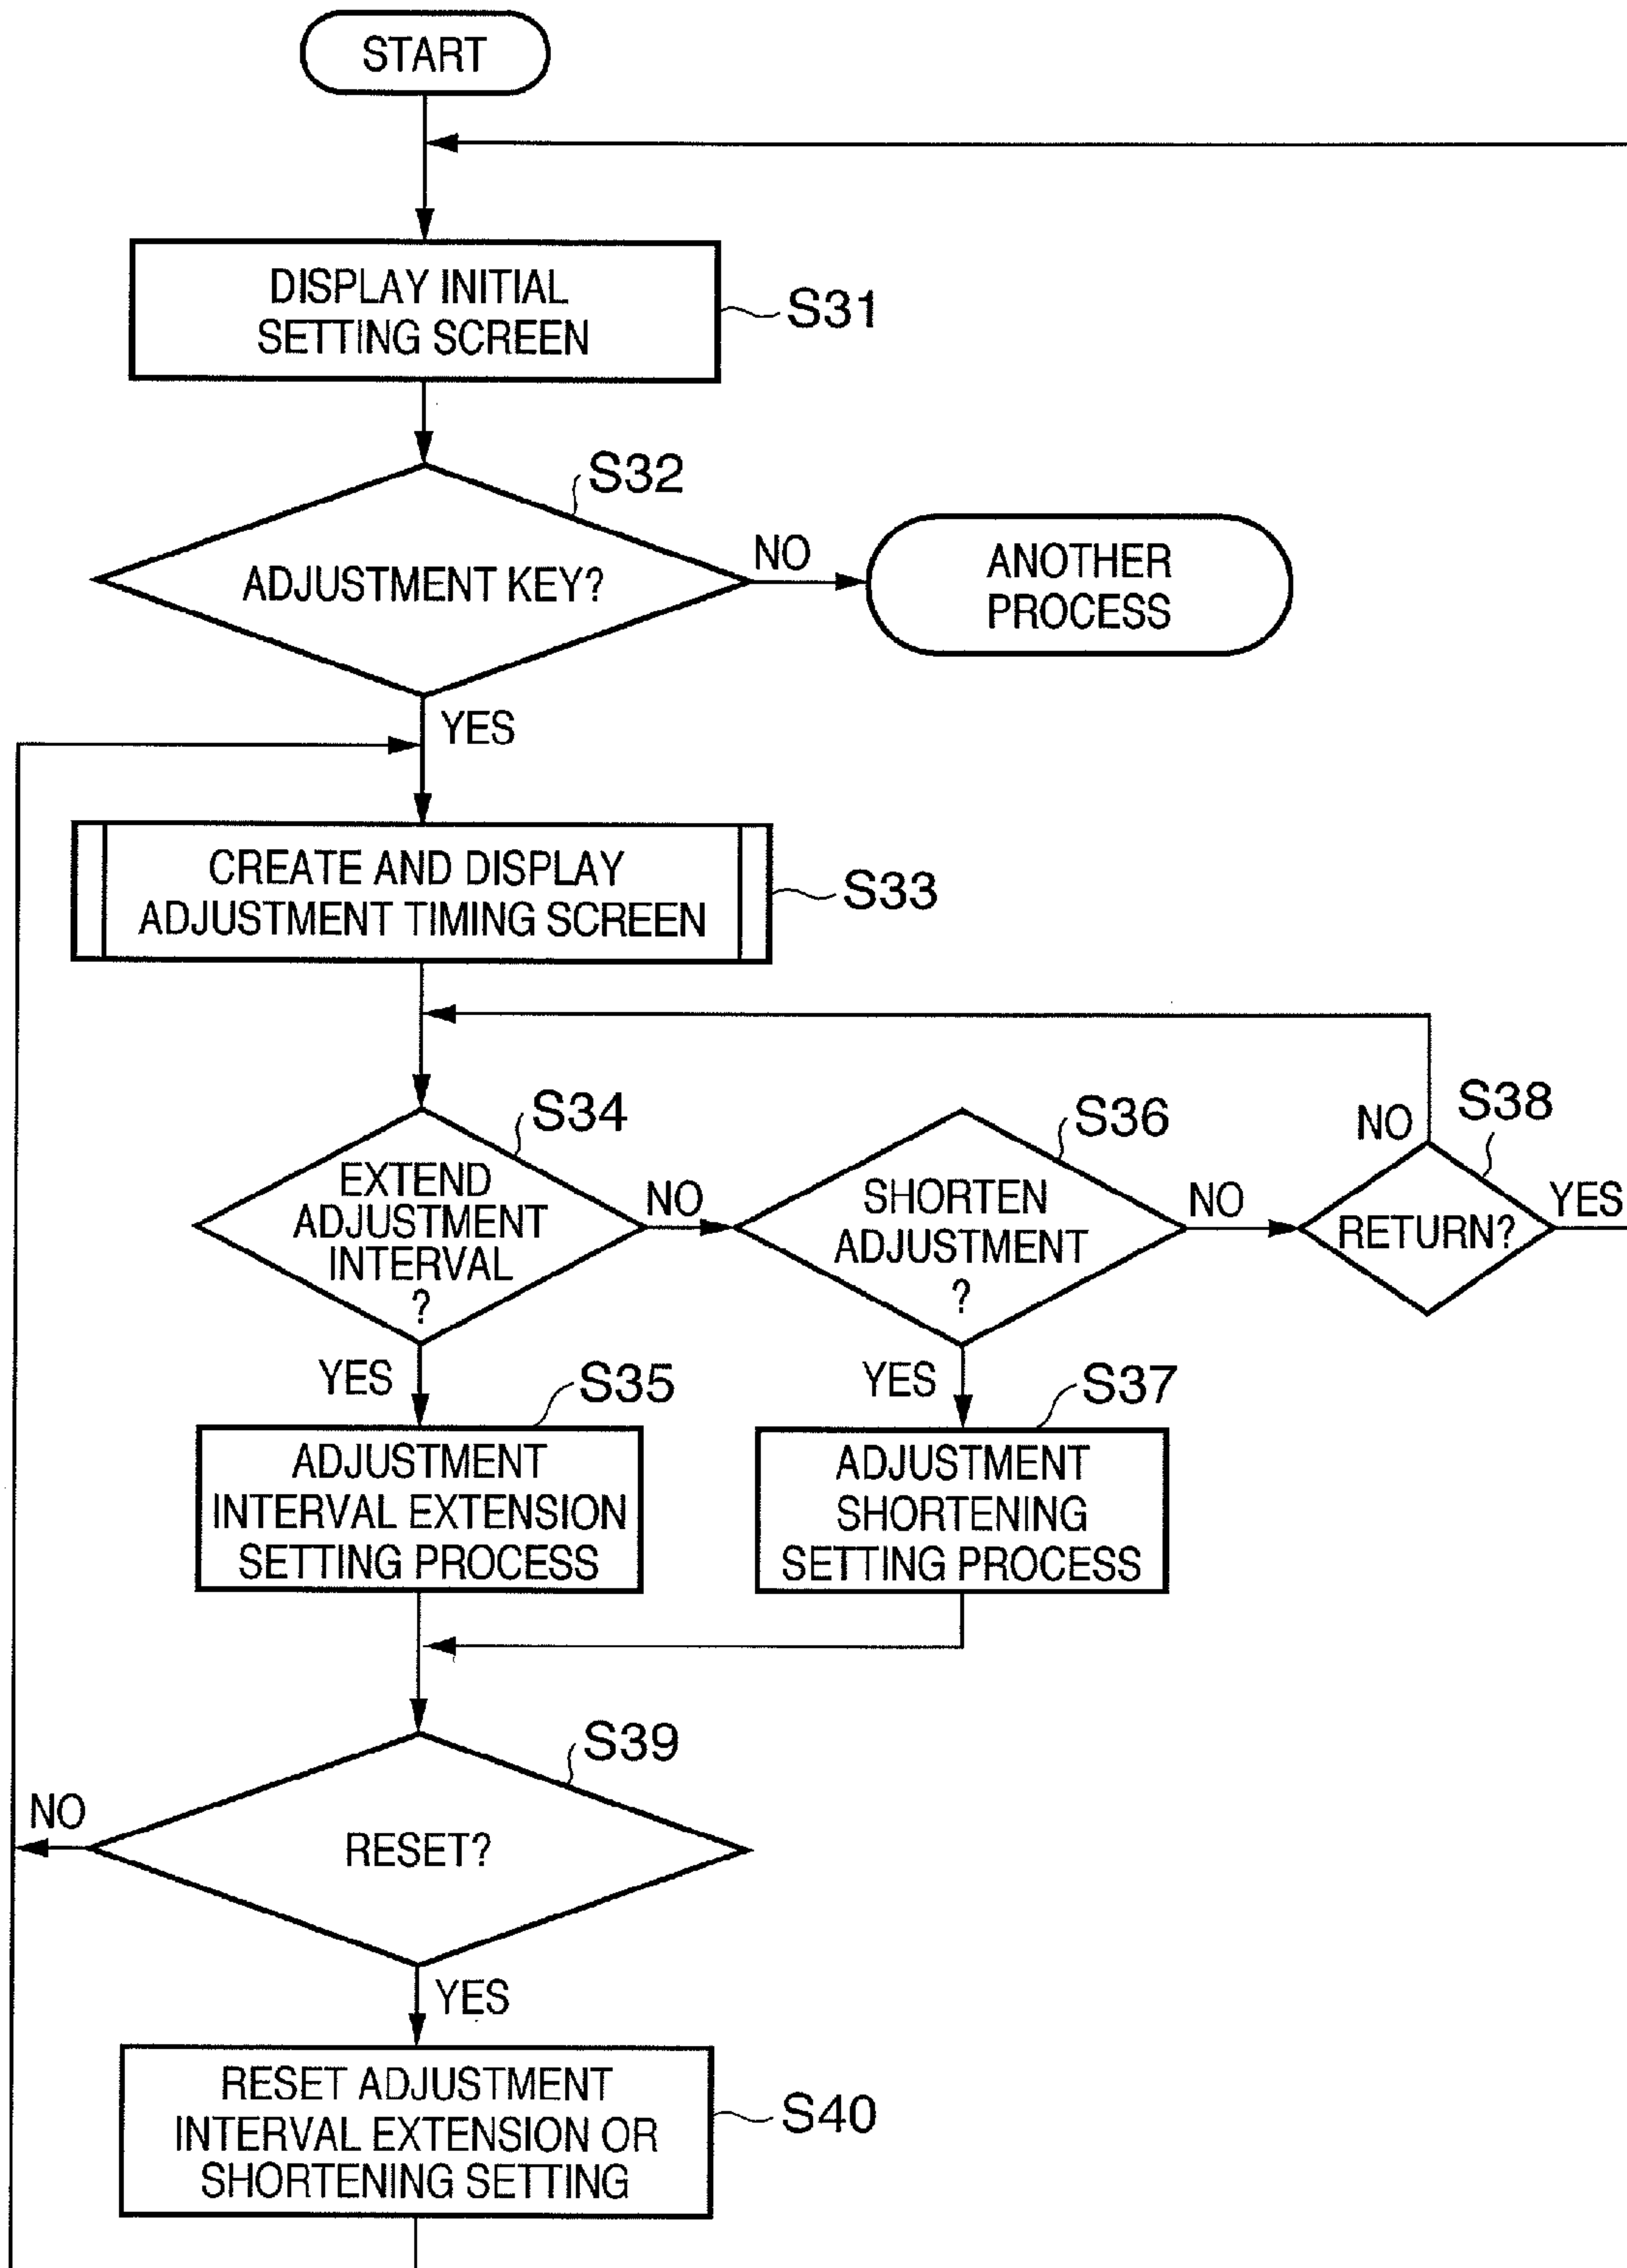 START
DISPLAY INITIAL
SETTING SCREEN
S31
S32
ADJUSTMENT KEY?
NO
ANOTHER
PROCESS
YES
CREATE AND DISPLAY
ADJUSTMENT TIMING SCREEN
S33
S34
EXTEND
ADJUSTMENT
INTERVAL
?
NO
S36
SHORTEN
ADJUSTMENT
?
NO
S38
NO
RETURN?
YES
YES
S35
ADJUSTMENT
INTERVAL EXTENSION
SETTING PROCESS
YES
S37
ADJUSTMENT
SHORTENING
SETTING PROCESS
S39
NO
RESET?
YES
RESET ADJUSTMENT
INTERVAL EXTENSION OR
SHORTENING SETTING
S40